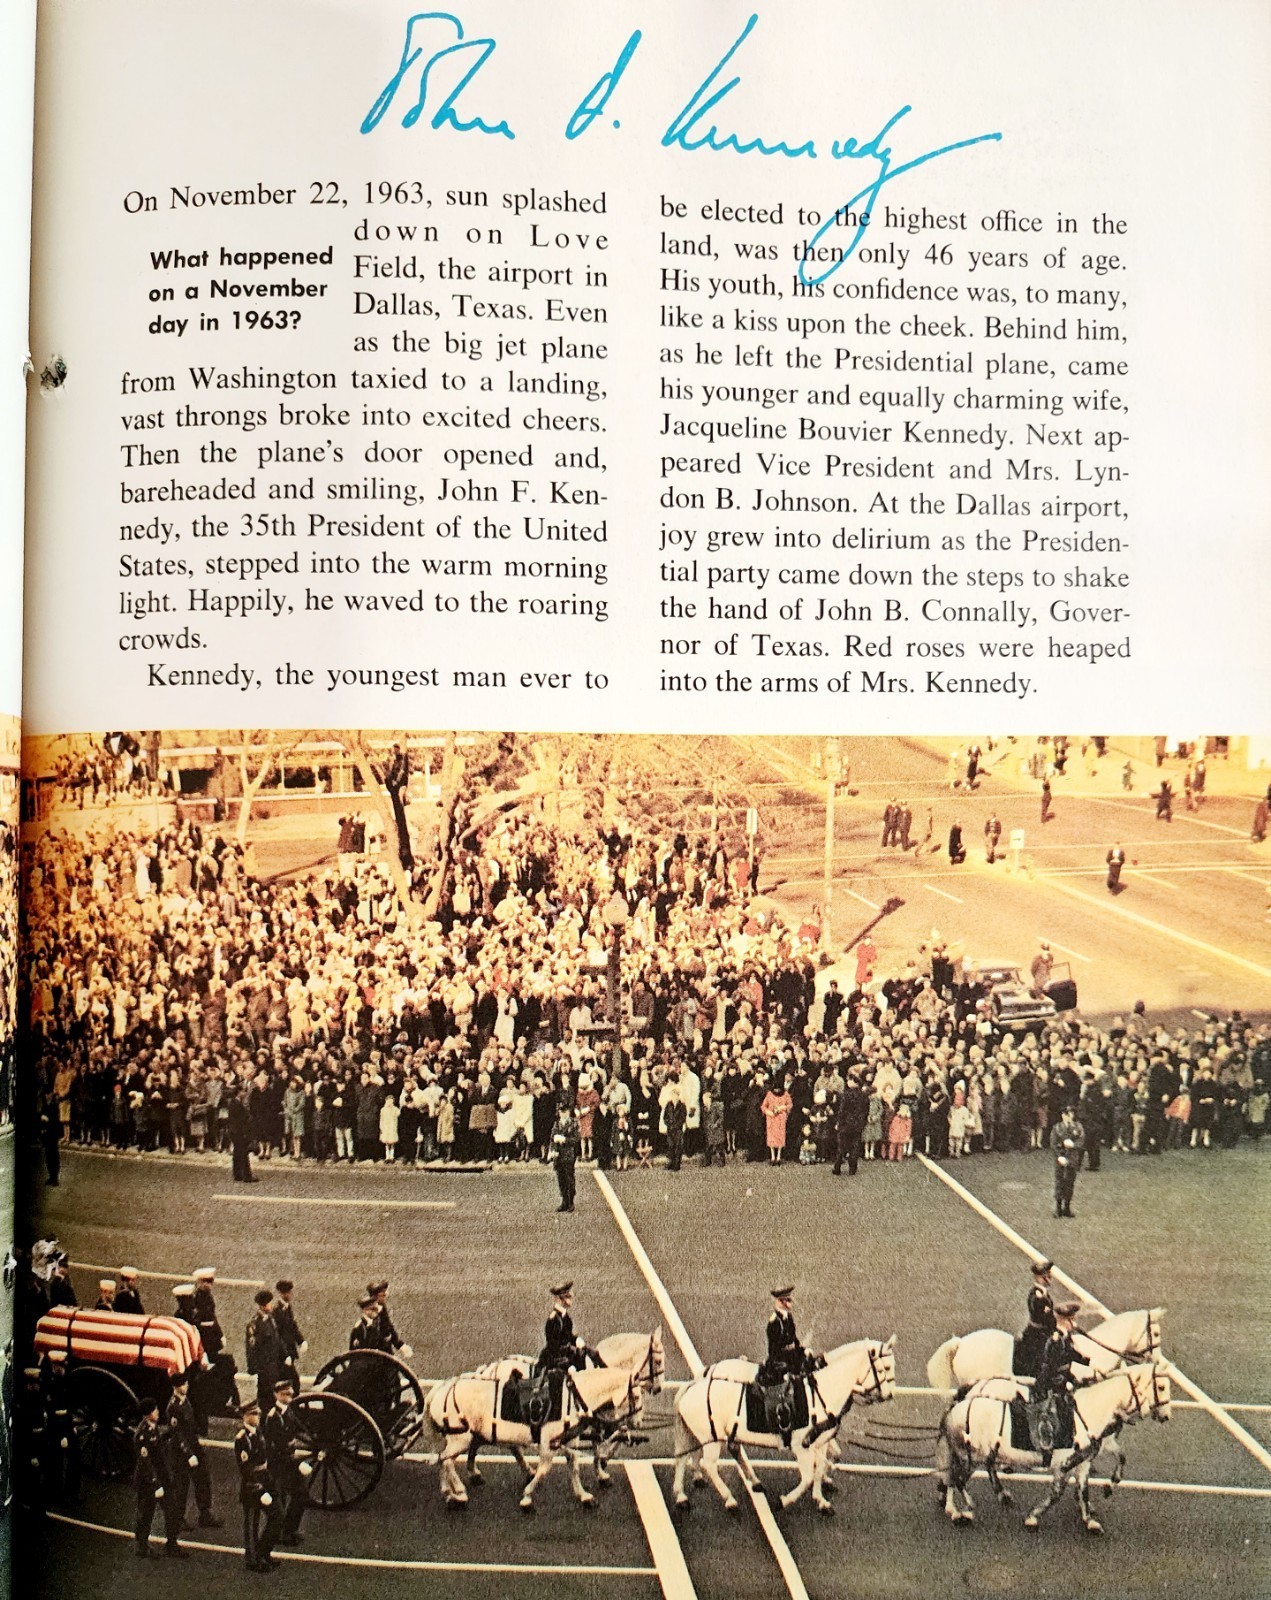 John F. Kennedy
On November 22, 1963, sun splashed
down on Love
Field, the airport in
Dallas, Texas. Even
as the big jet plane
What happened
on a November
day in 1963?
from Washington taxied to a landing,
vast throngs broke into excited cheers.
Then the plane's door opened and,
bareheaded and smiling, John F. Ken-
nedy, the 35th President of the United
States, stepped into the warm morning
light. Happily, he waved to the roaring
crowds.
Kennedy, the youngest man ever to
be elected to the highest office in the
land, was then only 46 years of age.
His youth, his confidence was, to many,
like a kiss upon the cheek. Behind him,
as he left the Presidential plane, came
his younger and equally charming wife,
Jacqueline Bouvier Kennedy. Next ap-
peared Vice President and Mrs. Lyn-
don B. Johnson. At the Dallas airport,
joy grew into delirium as the Presiden-
tial party came down the steps to shake
the hand of John B. Connally, Gover-
nor of Texas. Red roses were heaped
into the arms of Mrs. Kennedy.